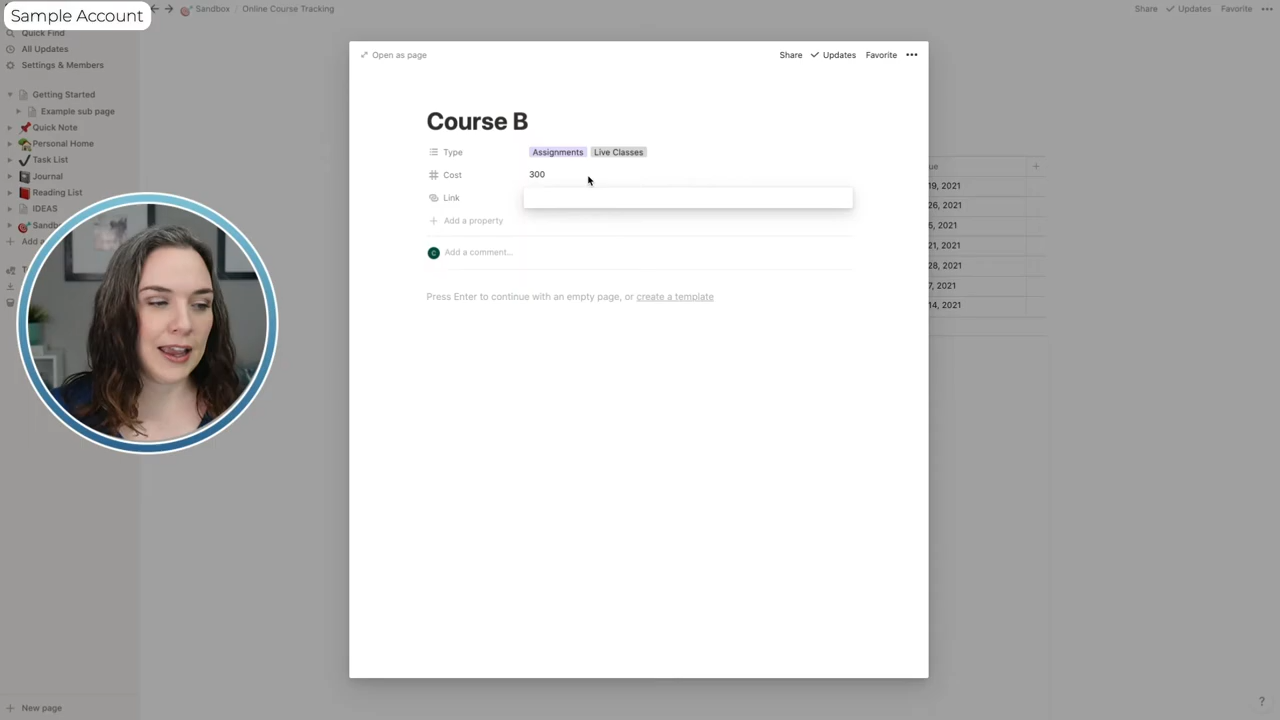 Sample Account
Sandbox / Online Course Tracking
Share Updates Favorite
Quick Find
All Updates
Settings & Members
Getting Started
Example sub page
Quick Note
Personal Home
Task List
Journal
Reading List
IDEAS
Add a
New page
Open as page
Share Updates Favorite
Course B
Type Assignments Live Classes
Cost 300
Link
Add a property
C Add a comment...
Press Enter to continue with an empty page, or create a template
ue
19, 2021
26, 2021
5, 2021
21, 2021
28, 2021
7, 2021
14, 2021
?